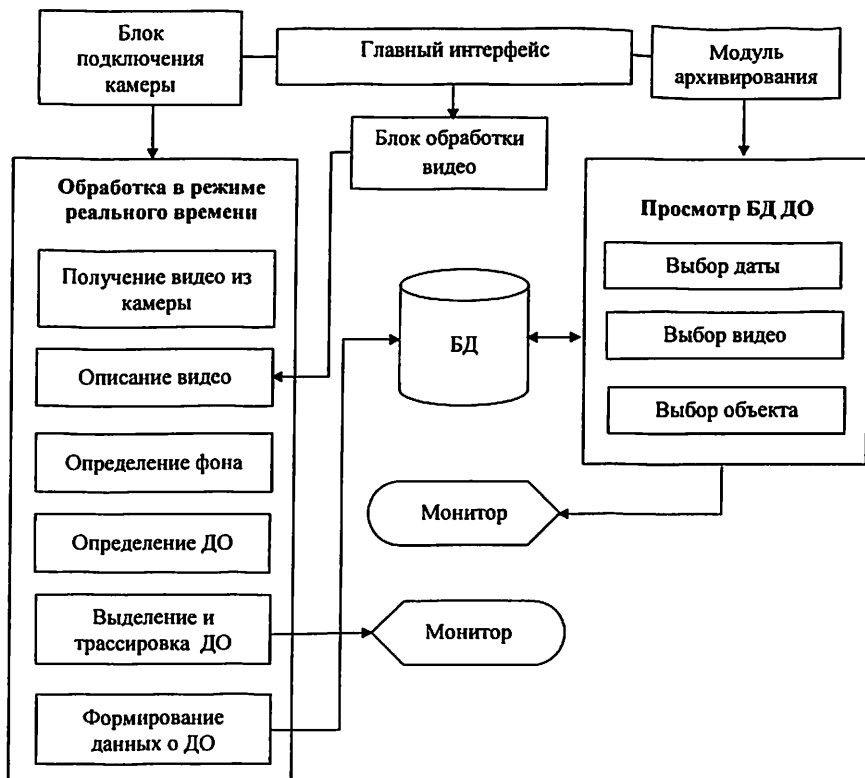 Блок
подключения
камеры
Главный интерфейс
Модуль
архивирования
Блок обработки
видео
Обработка в режиме
реального времени
Получение видео из
камеры
Описание видео
Определение фона
Определение ДО
Выделение и
трассировка ДО
Формирование
данных о ДО
БД
Просмотр БД ДО
Выбор даты
Выбор видео
Выбор объекта
Монитор
Монитор